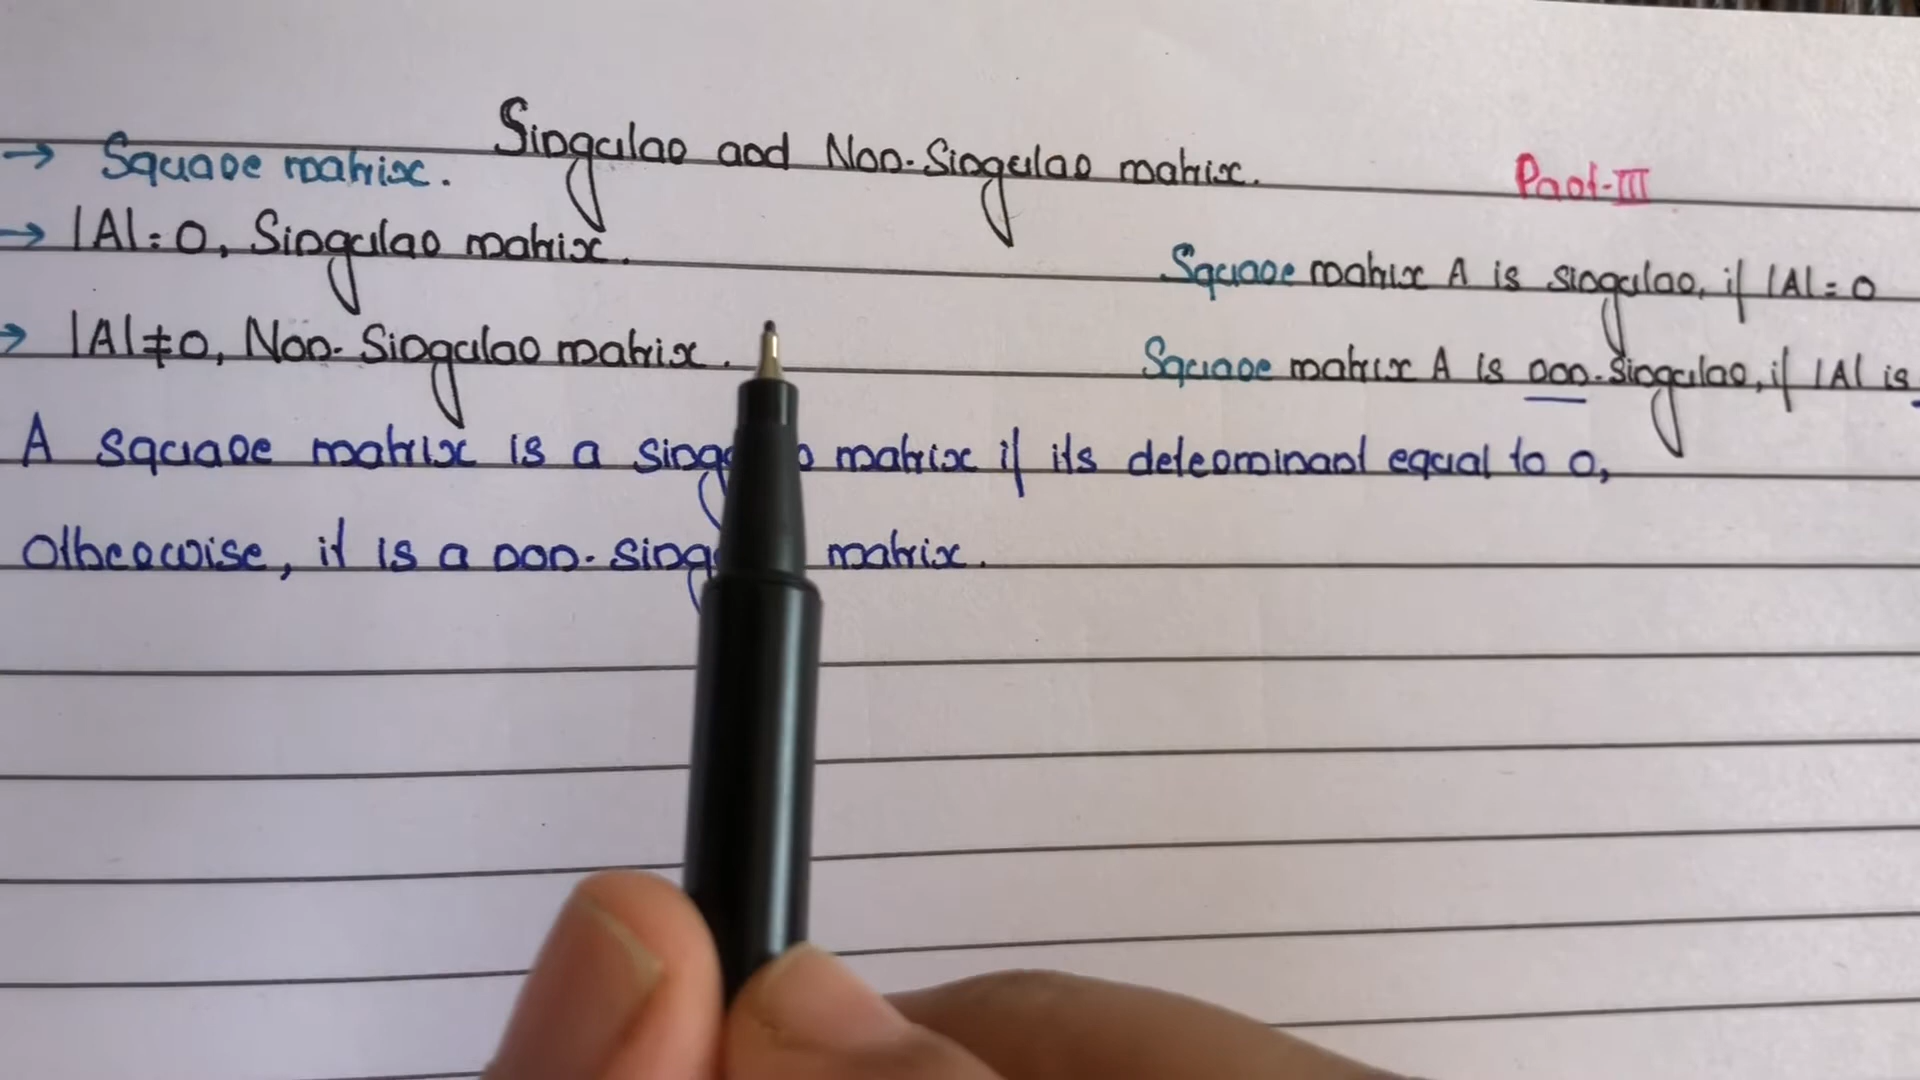 Singular and Non-Singular matrix.
Part-III
→ Square matrix.
→ |A| = 0, Singular matrix.
→ |A| ≠ 0, Non-Singular matrix.
Square matrix A is singular, if |A| = 0
Square matrix A is non-singular, if |A| is
A square matrix is a matrix if its determinant equal to 0,
otherwise, it is a matrix.